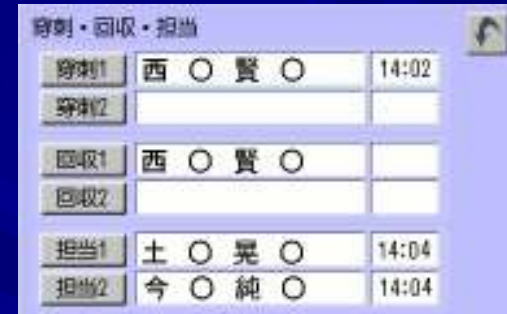 穿刺・回収・担当
穿刺1 西 〇 賢 〇 14:02
穿刺2
回収1 西 〇 賢 〇
回収2
担当1 土 〇 晃 〇 14:04
担当2 今 〇 純 〇 14:04